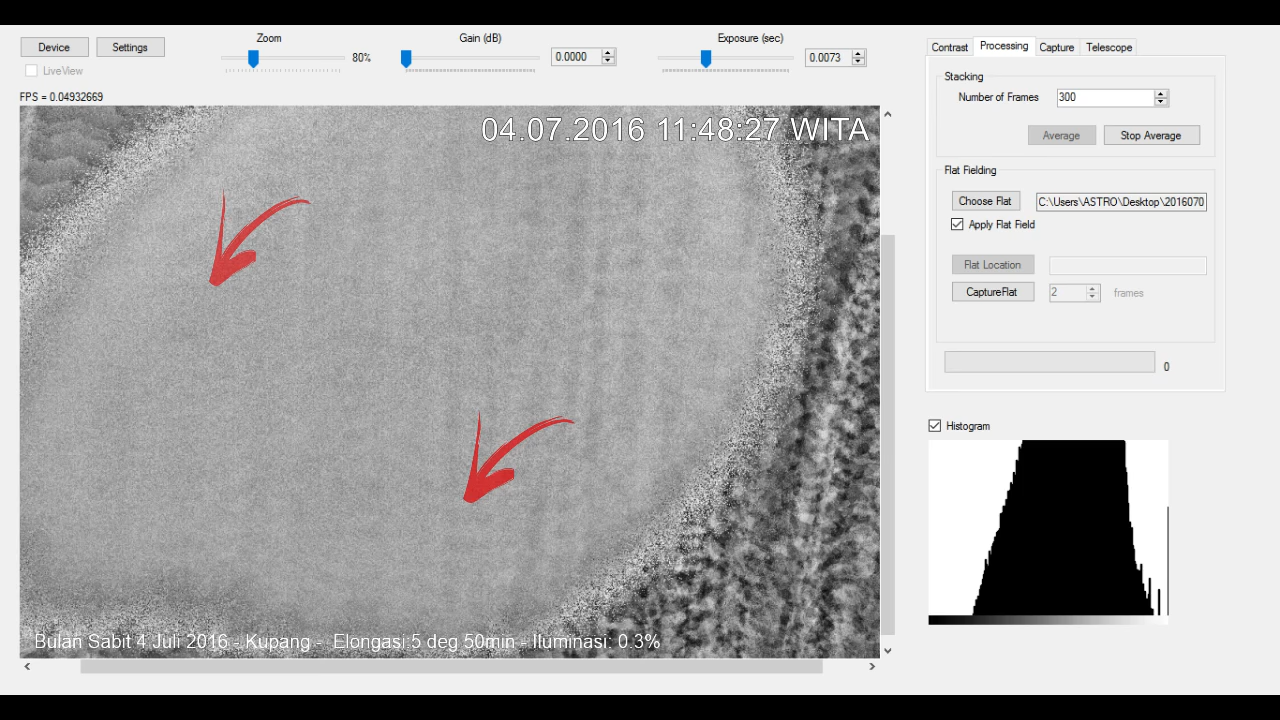 Device
Settings
Zoom
Gain (dB)
Exposure (sec)
80%
0.0000
0.0073
LiveView
FPS = 0.04932669
04.07.2016 11:48:27 WITA
Bulan Sabit 4 Juli 2016 - Kupang - Elongasi:5 deg 50min - Iluminasi: 0.3%
Contrast
Processing
Capture
Telescope
Stacking
Number of Frames
300
Average
Stop Average
Flat Fielding
Choose Flat
C:\Users\ASTRO\Desktop\2016070
Apply Flat Field
Flat Location
CaptureFlat
2
frames
0
Histogram